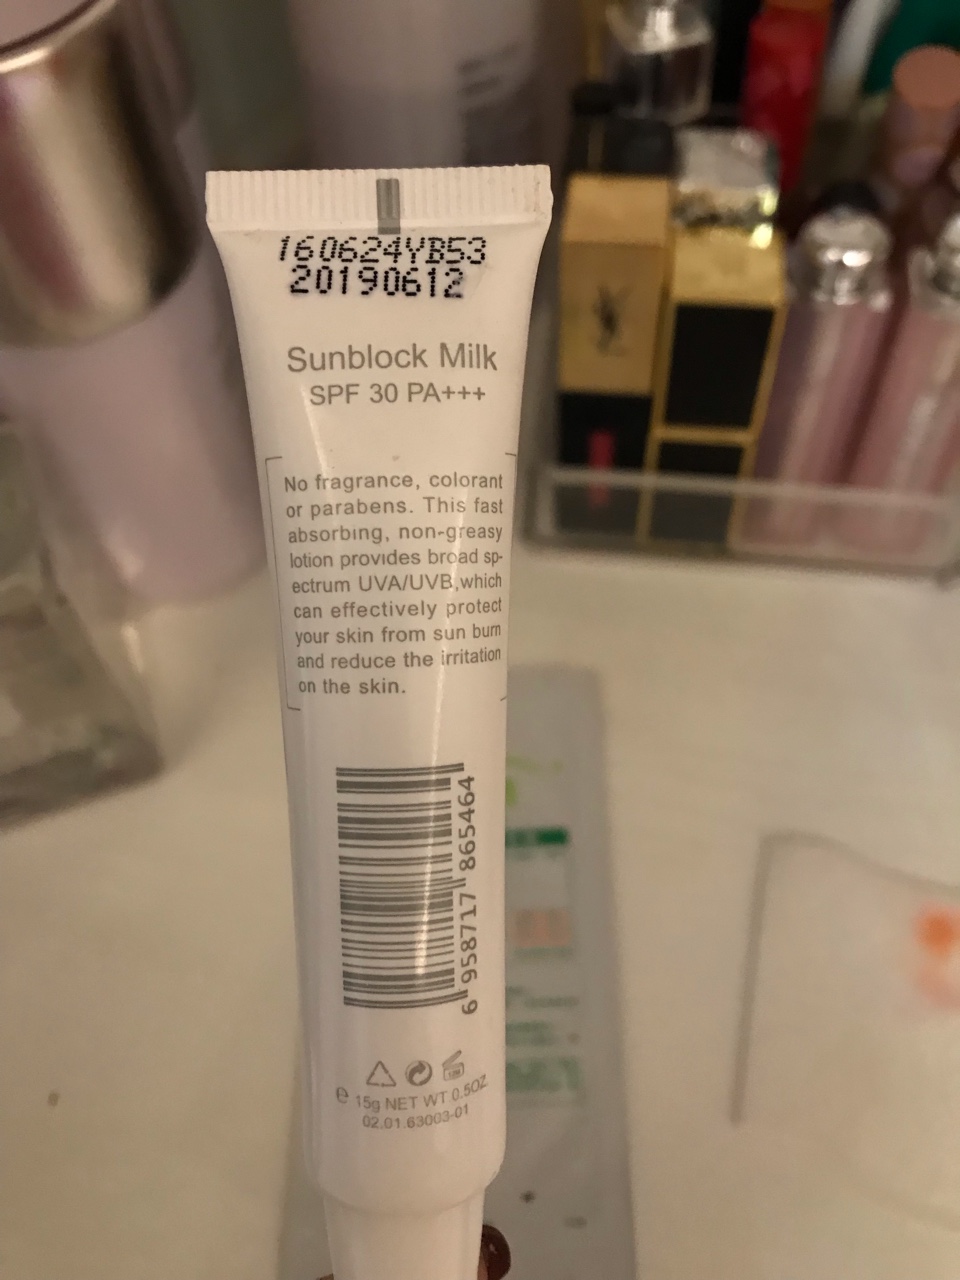 160624YB53
20190612
Sunblock Milk
SPF 30 PA+++
No fragrance, colorant
or parabens. This fast
absorbing, non-greasy
lotion provides broad sp-
ectrum UVA/UVB,which
can effectively protect
your skin from sun burn
and reduce the irritation
on the skin.
6 958717 865464
12M
e 15g NET WT 0.5OZ
02.01.63003-01